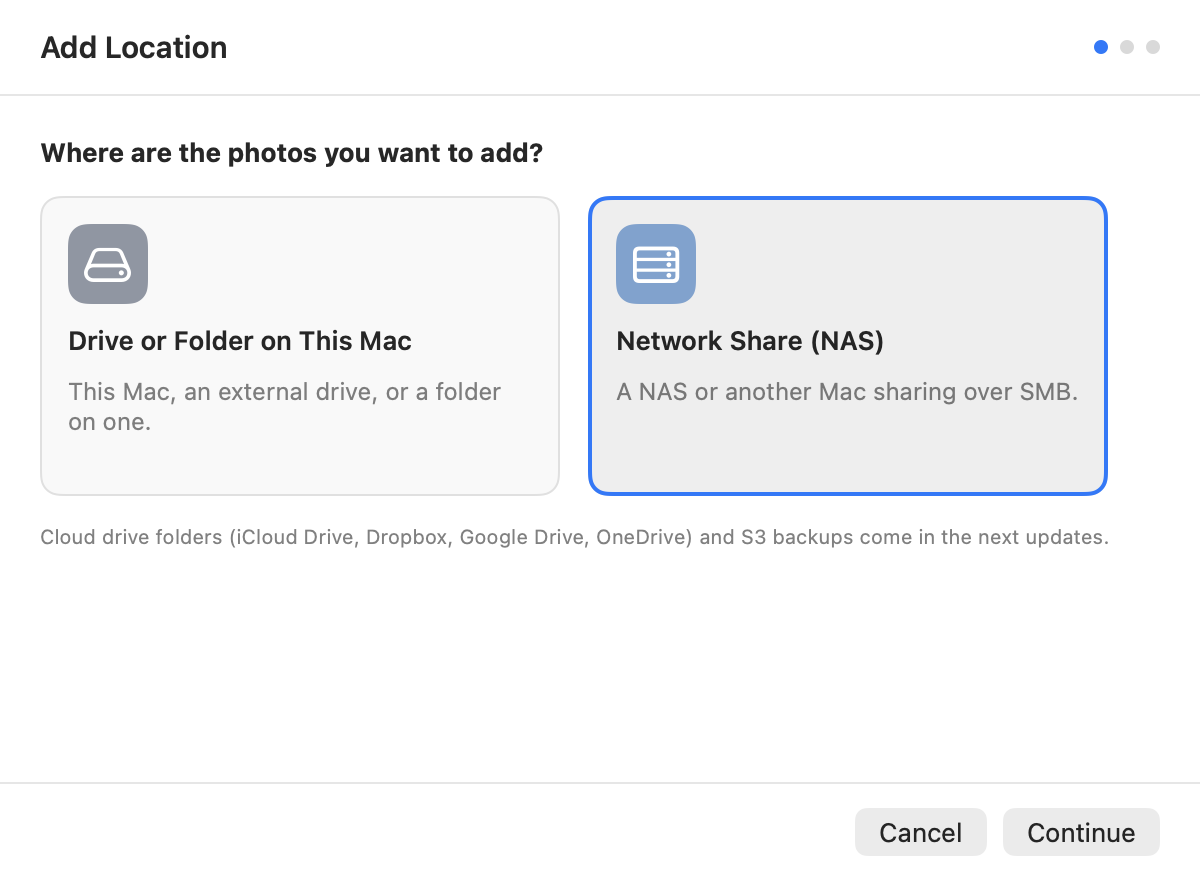 Add Location
Where are the photos you want to add?
Drive or Folder on This Mac
This Mac, an external drive, or a folder
on one.
Network Share (NAS)
A NAS or another Mac sharing over SMB.
Cloud drive folders (iCloud Drive, Dropbox, Google Drive, OneDrive) and S3 backups come in the next updates.
Cancel
Continue